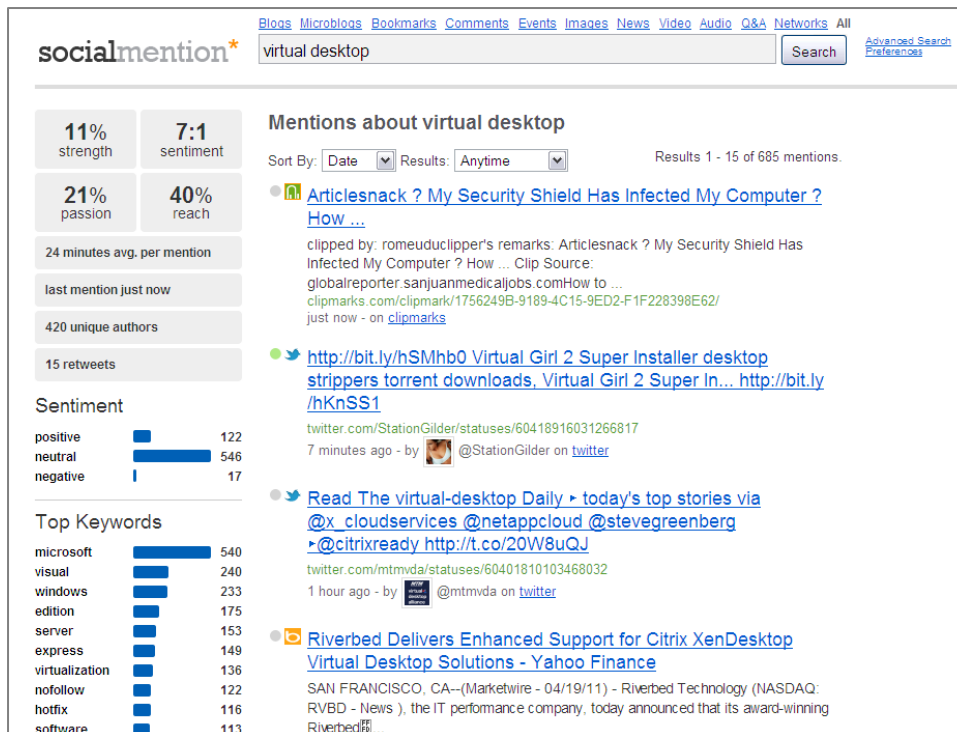 Blogs Microblogs Bookmarks Comments Events Images News Video Audio Q&A Networks All
socialmention*
virtual desktop
Search
Advanced Search
Preferences
11%
strength
7:1
sentiment
21%
passion
40%
reach
24 minutes avg. per mention
last mention just now
420 unique authors
15 retweets
Sentiment
positive 122
neutral 546
negative 17
Top Keywords
microsoft 540
visual 240
windows 233
edition 175
server 153
express 149
virtualization 136
nofollow 122
hotfix 116
software 113
Mentions about virtual desktop
Sort By: Date Results: Anytime
Results 1 - 15 of 685 mentions.
Articlesnack ? My Security Shield Has Infected My Computer ?
How ...
clipped by: romeuduclipper's remarks: Articlesnack ? My Security Shield Has
Infected My Computer ? How ... Clip Source:
globalreporter.sanjuanmedicaljobs.comHow to ...
clipmarks.com/clipmark/1756249B-9189-4C15-9ED2-F1F228398E62/
just now - on clipmarks
http://bit.ly/hSMhb0 Virtual Girl 2 Super Installer desktop
strippers torrent downloads, Virtual Girl 2 Super In... http://bit.ly
/hKnSS1
twitter.com/StationGilder/statuses/60418916031266817
7 minutes ago - by @StationGilder on twitter
Read The virtual-desktop Daily ▸ today's top stories via
@x_cloudservices @netappcloud @stevegreenberg
▸@citrixready http://t.co/20W8uQJ
twitter.com/mtmvda/statuses/60401810103468032
1 hour ago - by @mtmvda on twitter
Riverbed Delivers Enhanced Support for Citrix XenDesktop
Virtual Desktop Solutions - Yahoo Finance
SAN FRANCISCO, CA--(Marketwire - 04/19/11) - Riverbed Technology (NASDAQ:
RVBD - News ), the IT performance company, today announced that its award-winning
Riverbed